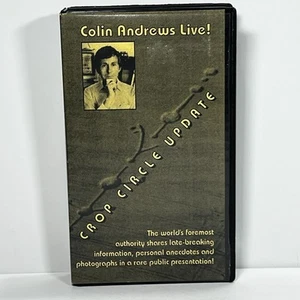 Colin Andrews Live!
CROP CIRCLE UPDATE
The world's foremost
authority shares late-breaking
information, personal anecdotes and
photographs in a rare public presentation!